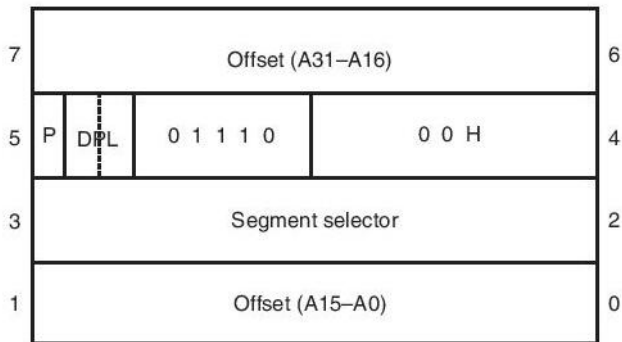 7 Offset (A31–A16) 6
5 P DPL 0 1 1 1 0 0 0 H 4
3 Segment selector 2
1 Offset (A15–A0) 0